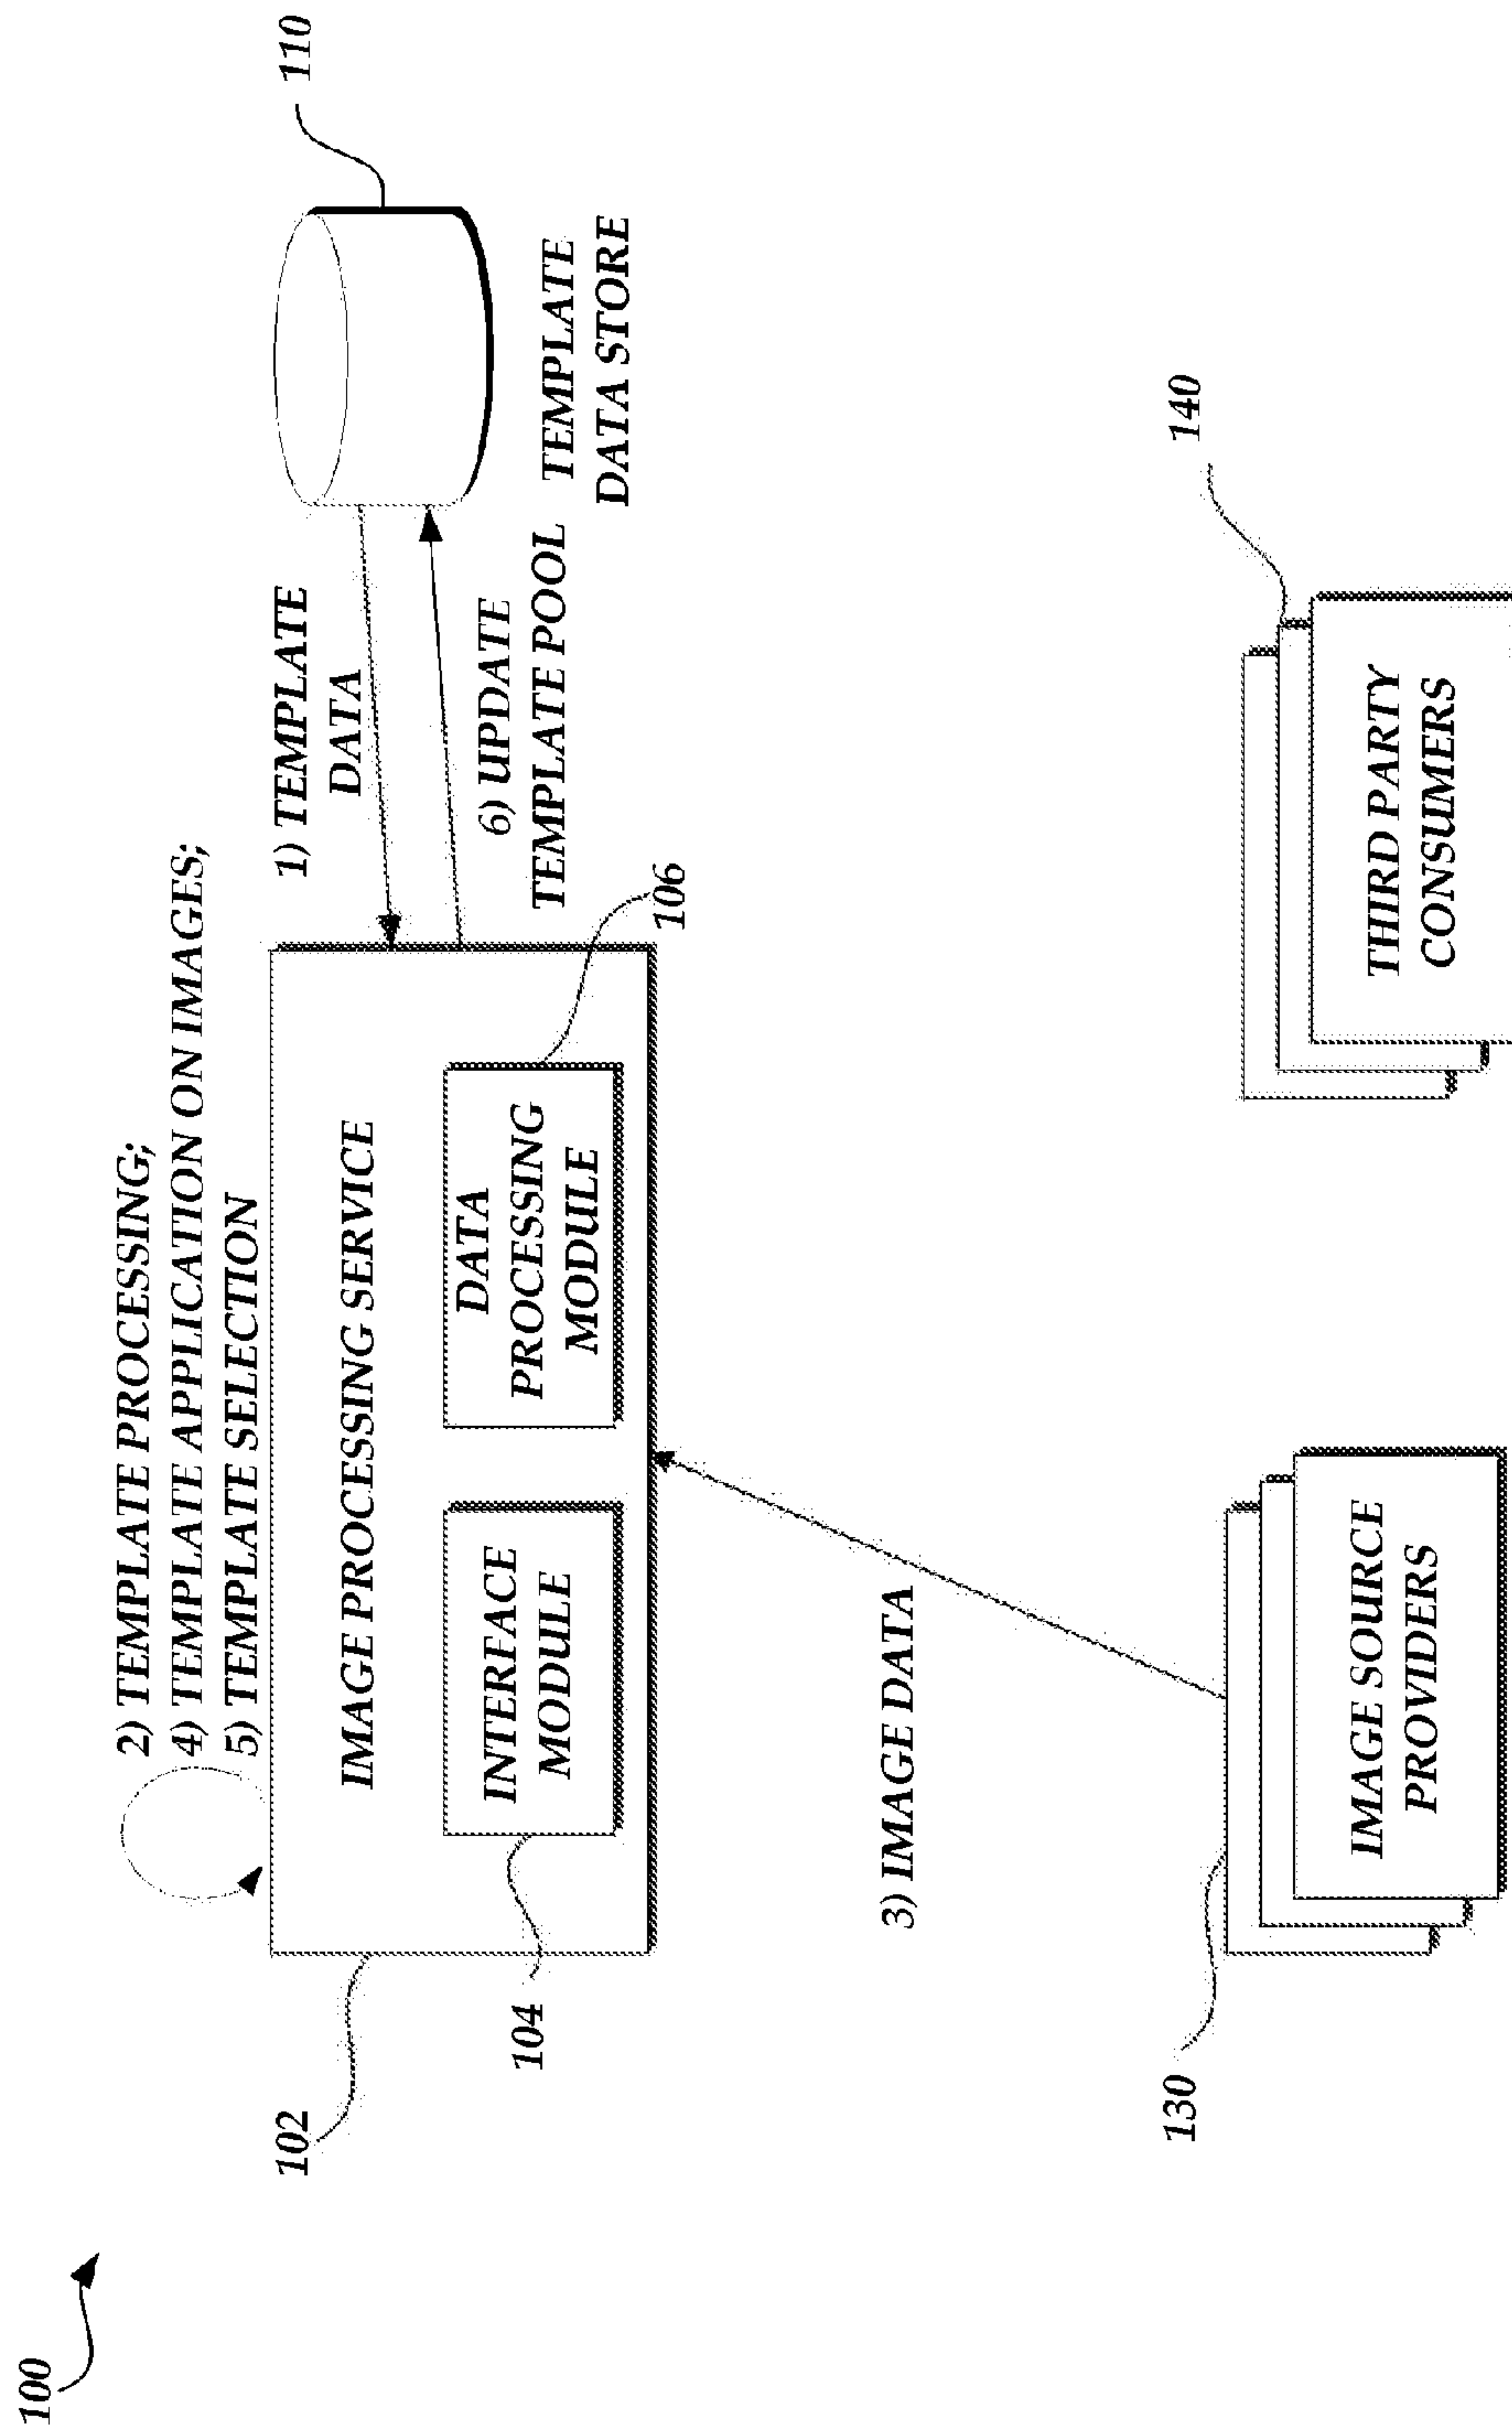 100
2) TEMPLATE PROCESSING;
4) TEMPLATE APPLICATION ON IMAGES;
5) TEMPLATE SELECTION
102
IMAGE PROCESSING SERVICE
104
INTERFACE
MODULE
DATA
PROCESSING
MODULE
106
1) TEMPLATE
DATA
6) UPDATE
TEMPLATE POOL
110
TEMPLATE
DATA STORE
3) IMAGE DATA
130
IMAGE SOURCE
PROVIDERS
140
THIRD PARTY
CONSUMERS